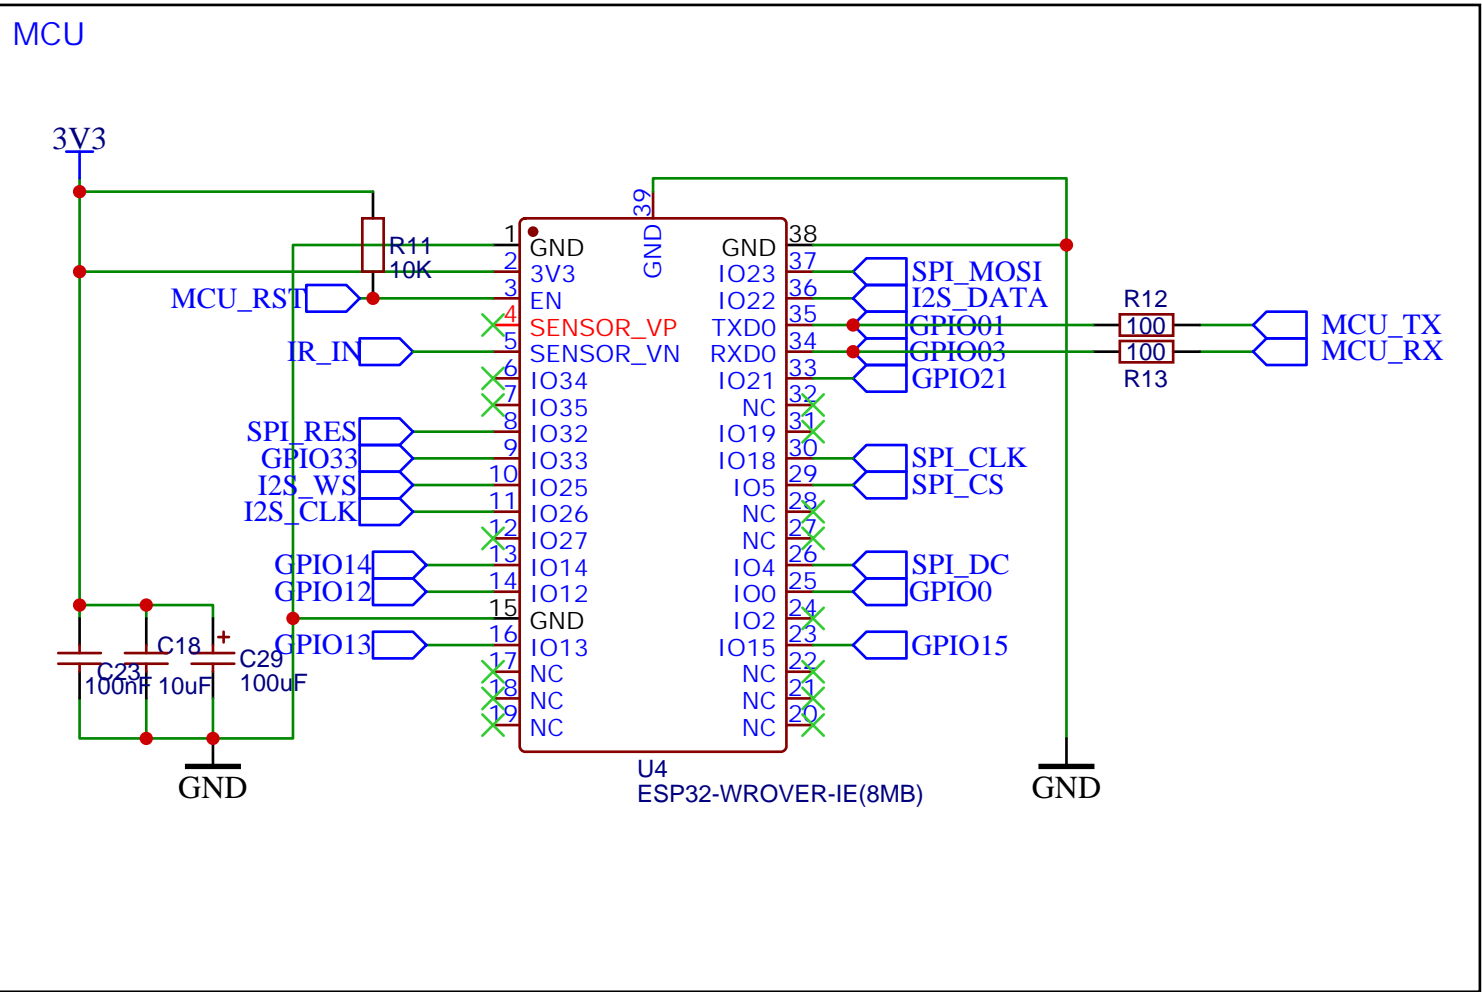 MCU
3V3
R11
10K
MCU_RST
IR_IN
SPI_RES
GPIO33
I2S_WS
I2S_CLK
GPIO14
GPIO12
GPIO13
C23
100nF
C18
10uF
+
C29
100uF
GND
1 GND
2 3V3
3 EN
4 SENSOR_VP
5 SENSOR_VN
6 IO34
7 IO35
8 IO32
9 IO33
10 IO25
11 IO26
12 IO27
13 IO14
14 IO12
15 GND
16 IO13
17 NC
18 NC
19 NC
39 GND
GND 38
IO23 37
IO22 36
TXD0 35
RXD0 34
IO21 33
NC 32
IO19 31
IO18 30
IO5 29
NC 28
NC 27
IO4 26
IO0 25
IO2 24
IO15 23
NC 22
NC 21
NC 20
U4
ESP32-WROVER-IE(8MB)
SPI_MOSI
I2S_DATA
GPIO01
GPIO03
GPIO21
SPI_CLK
SPI_CS
SPI_DC
GPIO0
GPIO15
R12
100
100
R13
MCU_TX
MCU_RX
GND